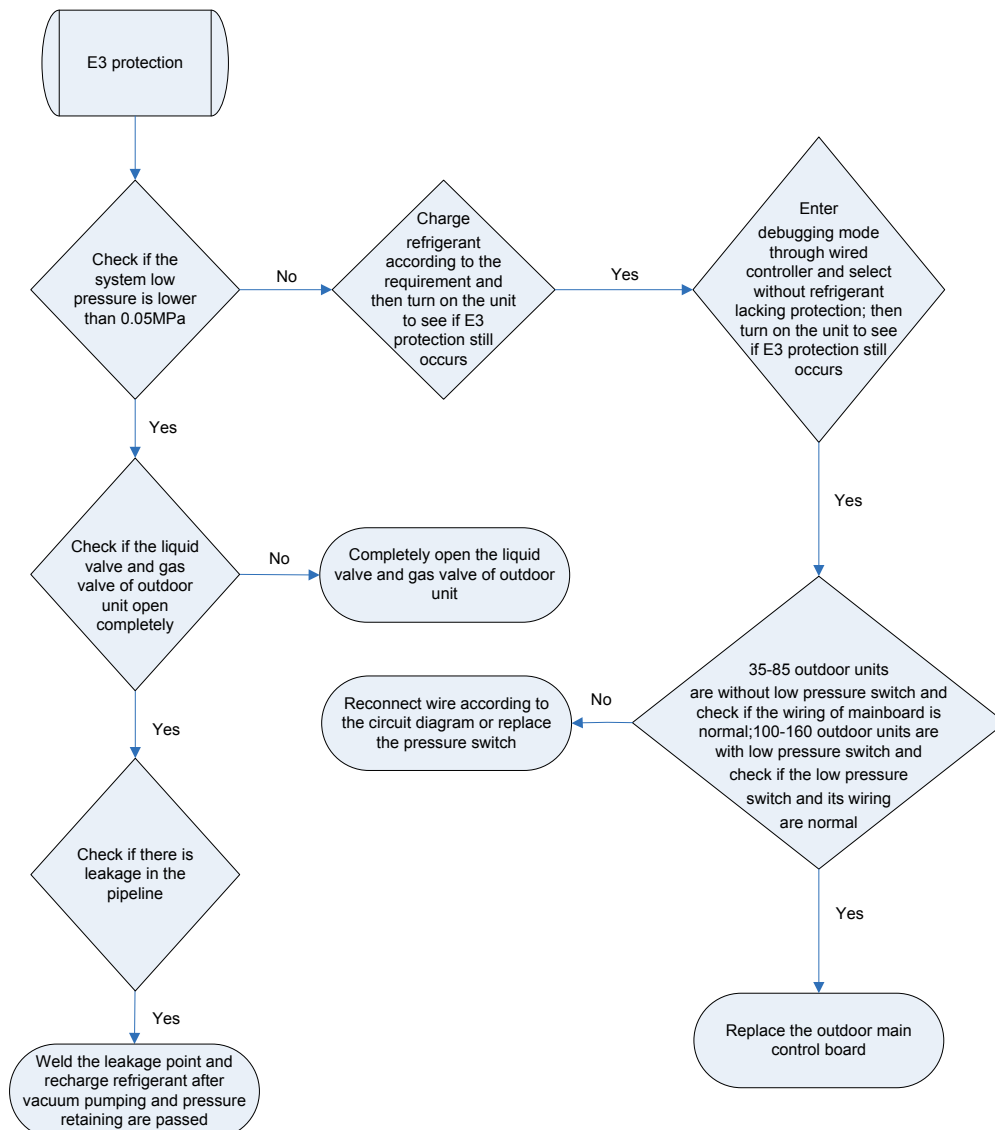 E3 protection
Check if the
system low
pressure is lower
than 0.05MPa
No
Charge
refrigerant
according to the
requirement and
then turn on the unit
to see if E3
protection still
occurs
Yes
Enter
debugging mode
through wired
controller and select
without refrigerant
lacking protection; then
turn on the unit to see
if E3 protection still
occurs
Yes
Yes
Check if the liquid
valve and gas
valve of outdoor
unit open
completely
No
Completely open the liquid
valve and gas valve of outdoor
unit
35-85 outdoor units
are without low pressure switch and
check if the wiring of mainboard is
normal;100-160 outdoor units are
with low pressure switch and
check if the low pressure
switch and its wiring
are normal
No
Reconnect wire according to
the circuit diagram or replace
the pressure switch
Yes
Check if there is
leakage in the
pipeline
Yes
Replace the outdoor main
control board
Yes
Weld the leakage point and
recharge refrigerant after
vacuum pumping and pressure
retaining are passed